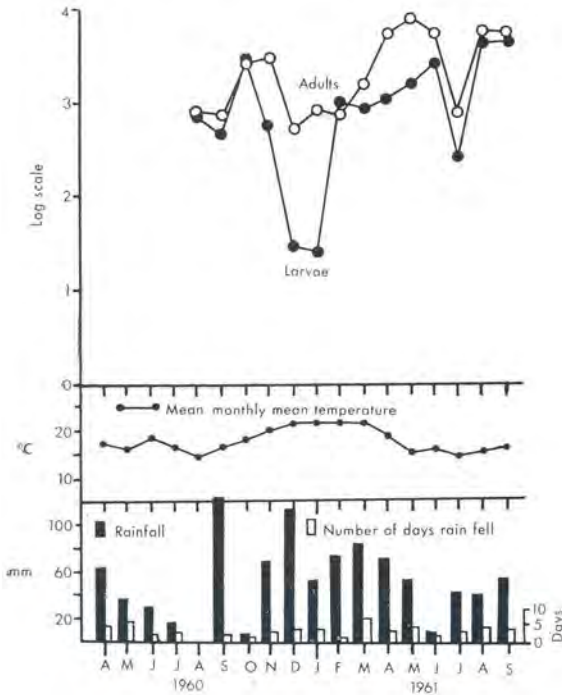 4
3
2
1
0
Log scale
Adults
Larvae
Mean monthly mean temperature
°C
20
10
Rainfall
Number of days rain fell
mm
100
60
20
10
5
0
Days
A M J J A S O N D J F M A M J J A S
1960 1961